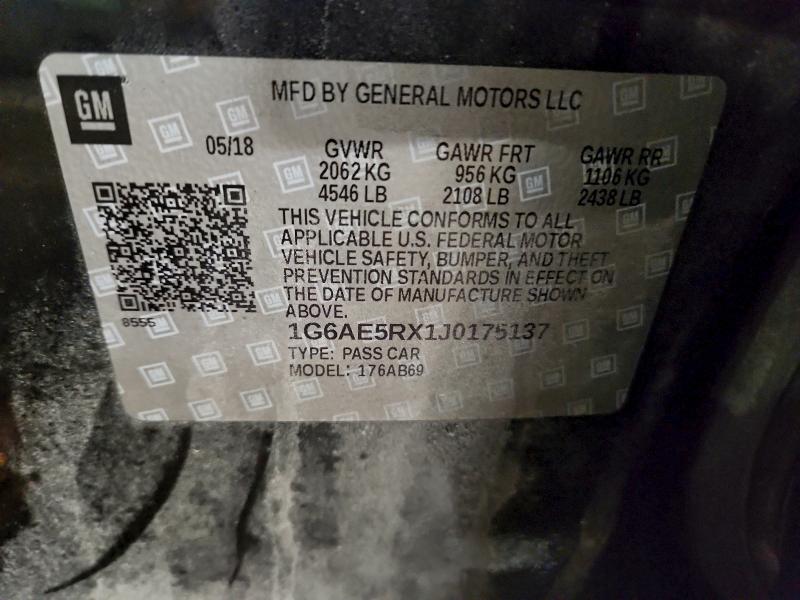 GM
MFD BY GENERAL MOTORS LLC
05/18 GVWR GAWR FRT GAWR RR
2062 KG 956 KG 1106 KG
4546 LB 2108 LB 2438 LB
THIS VEHICLE CONFORMS TO ALL
APPLICABLE U.S. FEDERAL MOTOR
VEHICLE SAFETY, BUMPER, AND THEFT
PREVENTION STANDARDS IN EFFECT ON
THE DATE OF MANUFACTURE SHOWN
ABOVE.
8555
1G6AE5RX1J0175137
TYPE: PASS CAR
MODEL: 176AB69